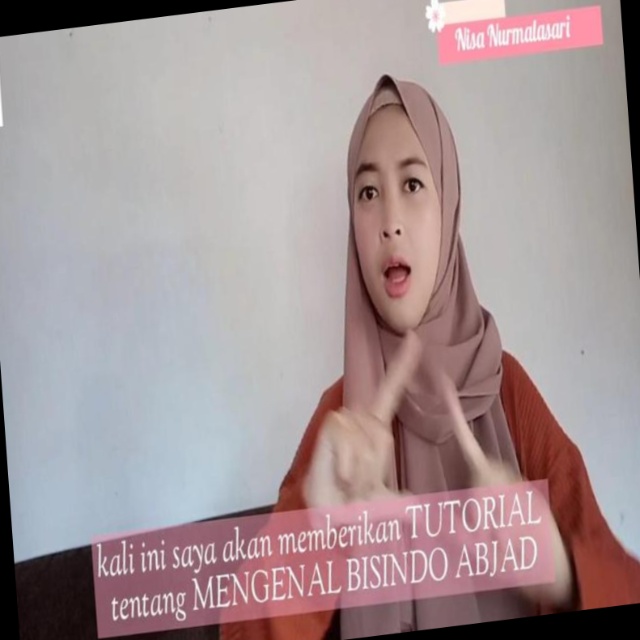 Nisa Nurmalasari
kali ini saya akan memberikan TUTORIAL
tentang MENGENAL BISINDO ABJAD